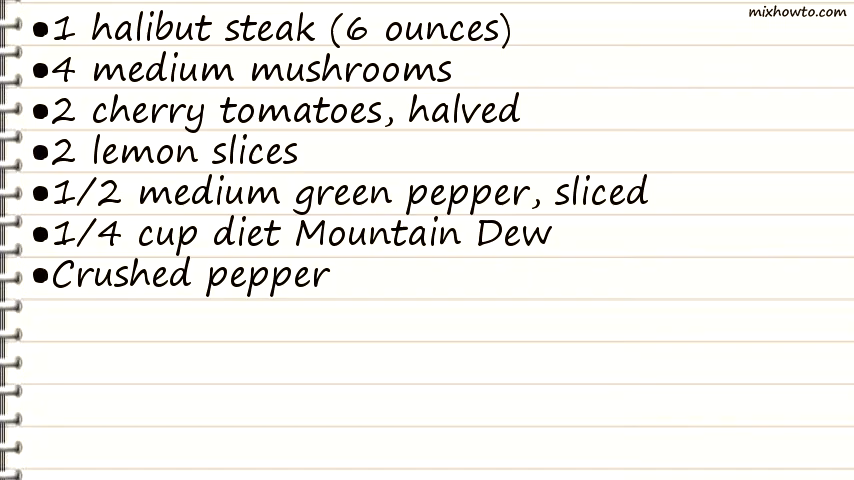 mixhowto.com
•1 halibut steak (6 ounces)
•4 medium mushrooms
•2 cherry tomatoes, halved
•2 lemon slices
•1/2 medium green pepper, sliced
•1/4 cup diet Mountain Dew
•Crushed pepper